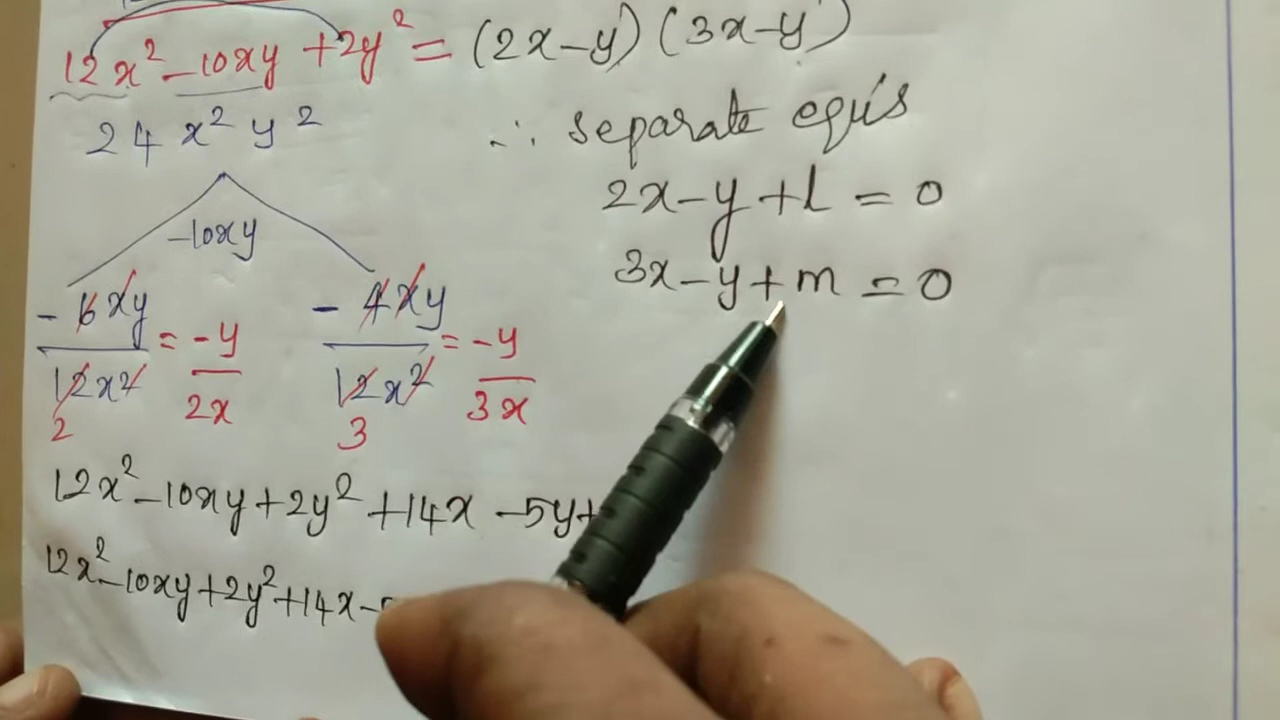 12x² - 10xy + 2y² = (2x-y) (3x-y)
24 x² y²
-10xy
-6xy/12x² = -y/2x
2
-4xy/12x² = -y/3x
3
12x² - 10xy + 2y² + 14x - 5y +
12x² - 10xy + 2y² + 14x -
∴ separate eqⁿs
2x - y + l = 0
3x - y + m = 0